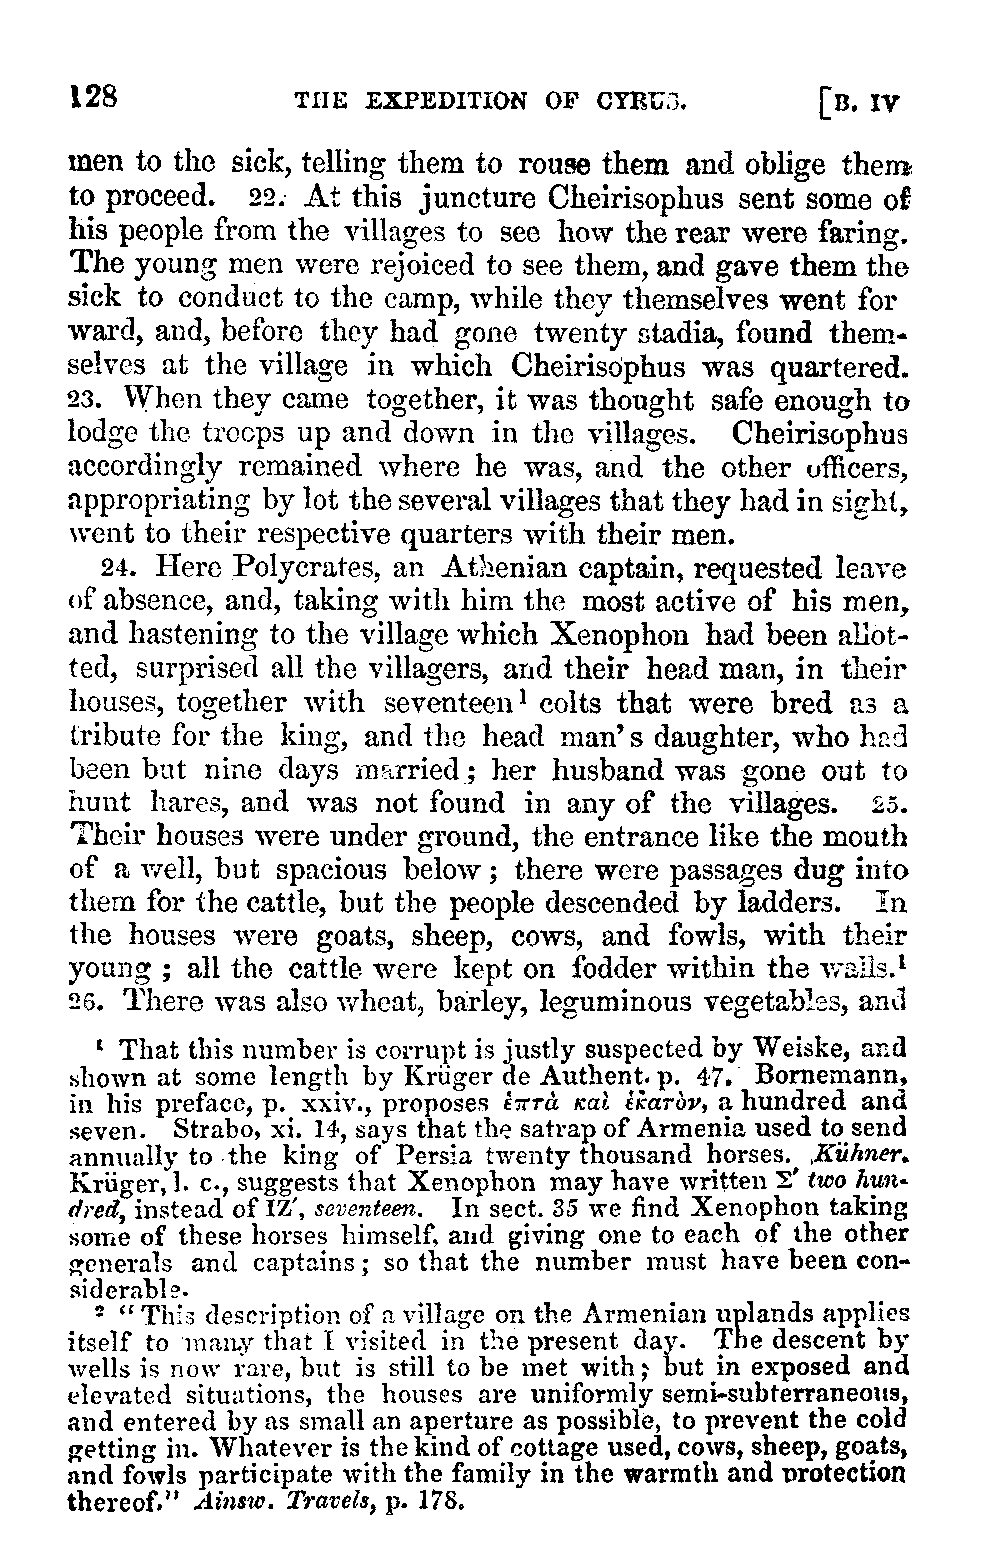 128 THE EXPEDITION OF CYRUS. [B. IV
men to the sick, telling them to rouse them and oblige them
to proceed. 22. At this juncture Cheirisophus sent some of
his people from the villages to see how the rear were faring.
The young men were rejoiced to see them, and gave them the
sick to conduct to the camp, while they themselves went for
ward, and, before they had gone twenty stadia, found them-
selves at the village in which Cheirisophus was quartered.
23. When they came together, it was thought safe enough to
lodge the troops up and down in the villages. Cheirisophus
accordingly remained where he was, and the other officers,
appropriating by lot the several villages that they had in sight,
went to their respective quarters with their men.
24. Here Polycrates, an Athenian captain, requested leave
of absence, and, taking with him the most active of his men,
and hastening to the village which Xenophon had been allot-
ted, surprised all the villagers, and their head man, in their
houses, together with seventeen¹ colts that were bred as a
tribute for the king, and the head man's daughter, who had
been but nine days married; her husband was gone out to
hunt hares, and was not found in any of the villages. 25.
Their houses were under ground, the entrance like the mouth
of a well, but spacious below; there were passages dug into
them for the cattle, but the people descended by ladders. In
the houses were goats, sheep, cows, and fowls, with their
young; all the cattle were kept on fodder within the walls.¹
26. There was also wheat, barley, leguminous vegetables, and
¹ That this number is corrupt is justly suspected by Weiske, and
shown at some length by Krüger de Authent. p. 47. Bornemann,
in his preface, p. xxiv., proposes ἑπτὰ καὶ ἑκατὸν, a hundred and
seven. Strabo, xi. 14, says that the satrap of Armenia used to send
annually to the king of Persia twenty thousand horses. Kühner.
Krüger, l. c., suggests that Xenophon may have written Σ′ two hun-
dred, instead of IZ′, seventeen. In sect. 35 we find Xenophon taking
some of these horses himself, and giving one to each of the other
generals and captains; so that the number must have been con-
siderable.
² "This description of a village on the Armenian uplands applies
itself to many that I visited in the present day. The descent by
wells is now rare, but is still to be met with; but in exposed and
elevated situations, the houses are uniformly semi-subterraneous,
and entered by as small an aperture as possible, to prevent the cold
getting in. Whatever is the kind of cottage used, cows, sheep, goats,
and fowls participate with the family in the warmth and protection
thereof." Ainsw. Travels, p. 178.